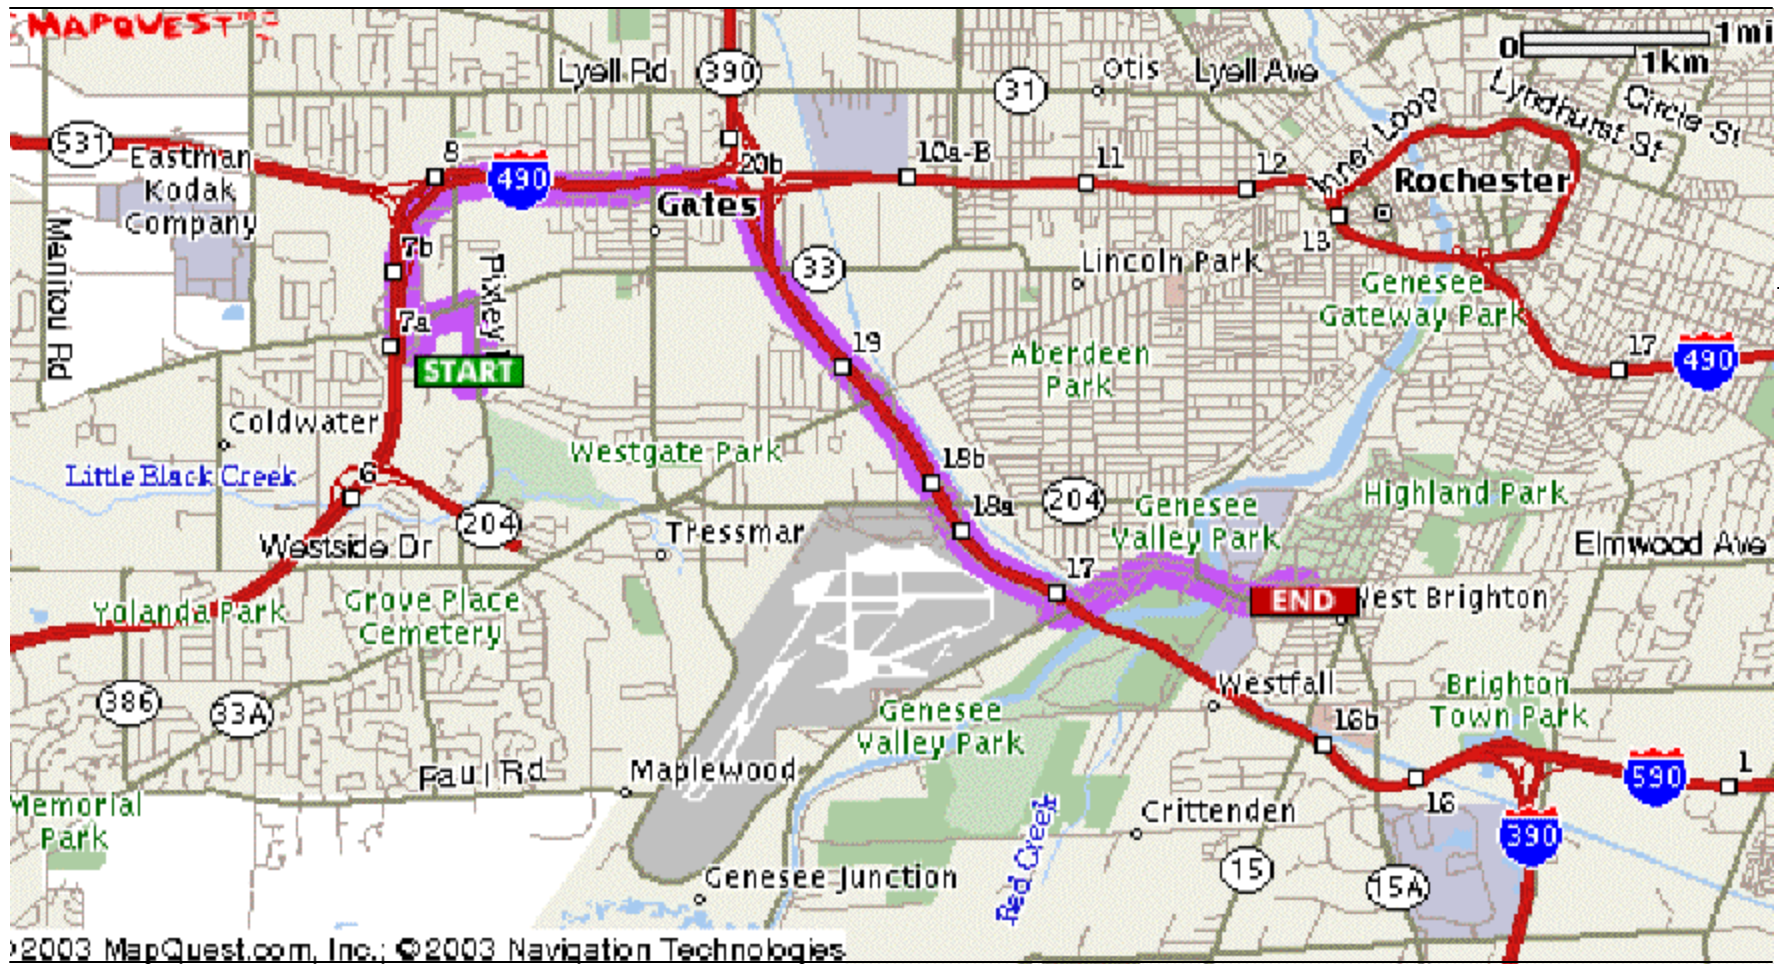 MAPQUEST
0 1mi
1km
Lyell Rd
390
31
Otis
Lyell Ave
Inner Loop
Lyndhurst St
Circle St
531
Eastman
Kodak
Company
8
490
20b
10a-B
11
12
Rochester
Gates
Manitou Rd
7b
Pixley
33
Lincoln Park
13
Genesee
Gateway Park
7a
START
19
Aberdeen
Park
17
490
Coldwater
Little Black Creek
6
Westgate Park
18b
18a
204
Genesee
Valley Park
Highland Park
204
Westside Dr
Tressmar
Elmwood Ave
17
END
West Brighton
Yolanda Park
Grove Place
Cemetery
386
33A
Genesee
Valley Park
Westfall
16b
Brighton
Town Park
Paul Rd
Maplewood
590
1
16
390
Memorial
Park
Red Creek
Crittenden
15
15A
Genesee Junction
©2003 MapQuest.com, Inc.; ©2003 Navigation Technologies